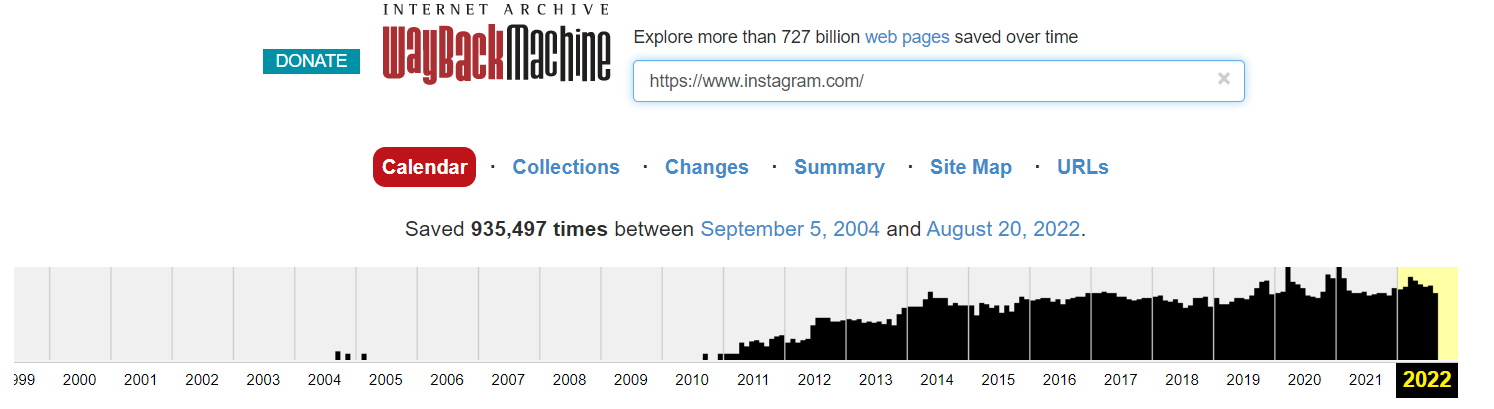 INTERNET ARCHIVE
WayBackMachine
DONATE
Explore more than 727 billion web pages saved over time
https://www.instagram.com/ ×
Calendar · Collections · Changes · Summary · Site Map · URLs
Saved 935,497 times between September 5, 2004 and August 20, 2022.
999 2000 2001 2002 2003 2004 2005 2006 2007 2008 2009 2010 2011 2012 2013 2014 2015 2016 2017 2018 2019 2020 2021 2022